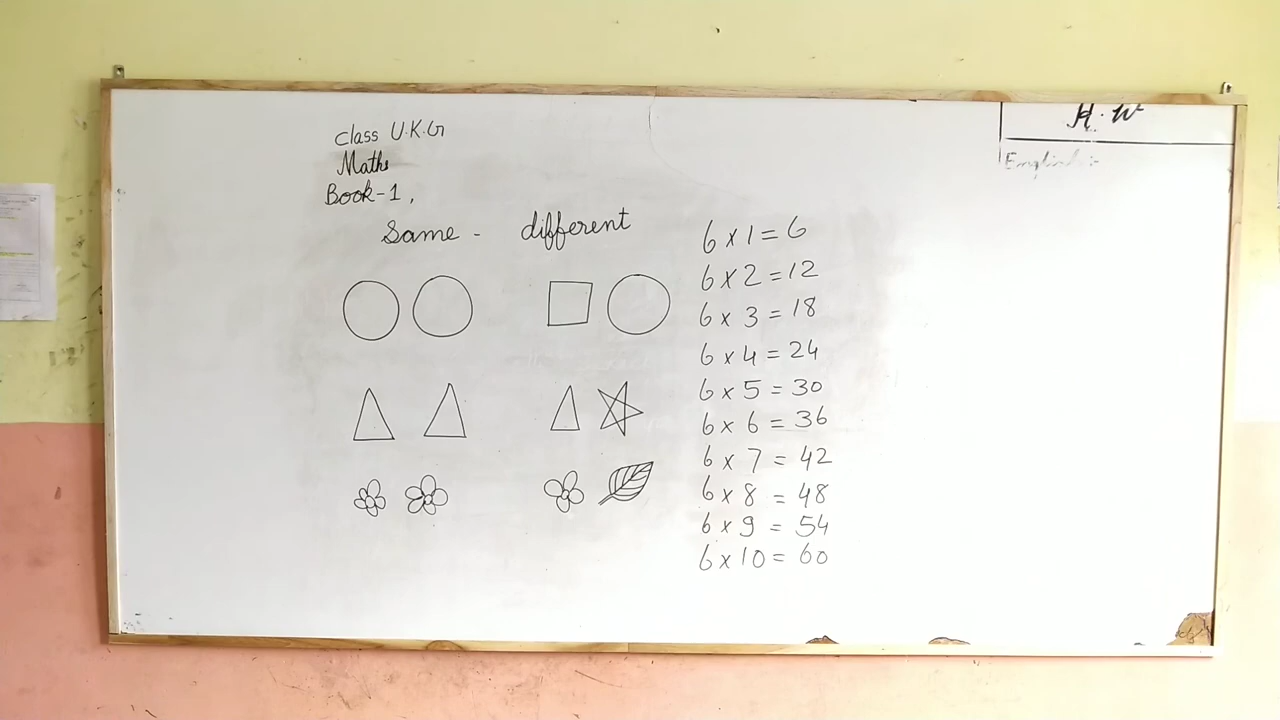 class U.K.G
Maths
Book-1,
Same - different
6 x 1 = 6
6 x 2 = 12
6 x 3 = 18
6 x 4 = 24
6 x 5 = 30
6 x 6 = 36
6 x 7 = 42
6 x 8 = 48
6 x 9 = 54
6 x 10 = 60
H.W
English :-